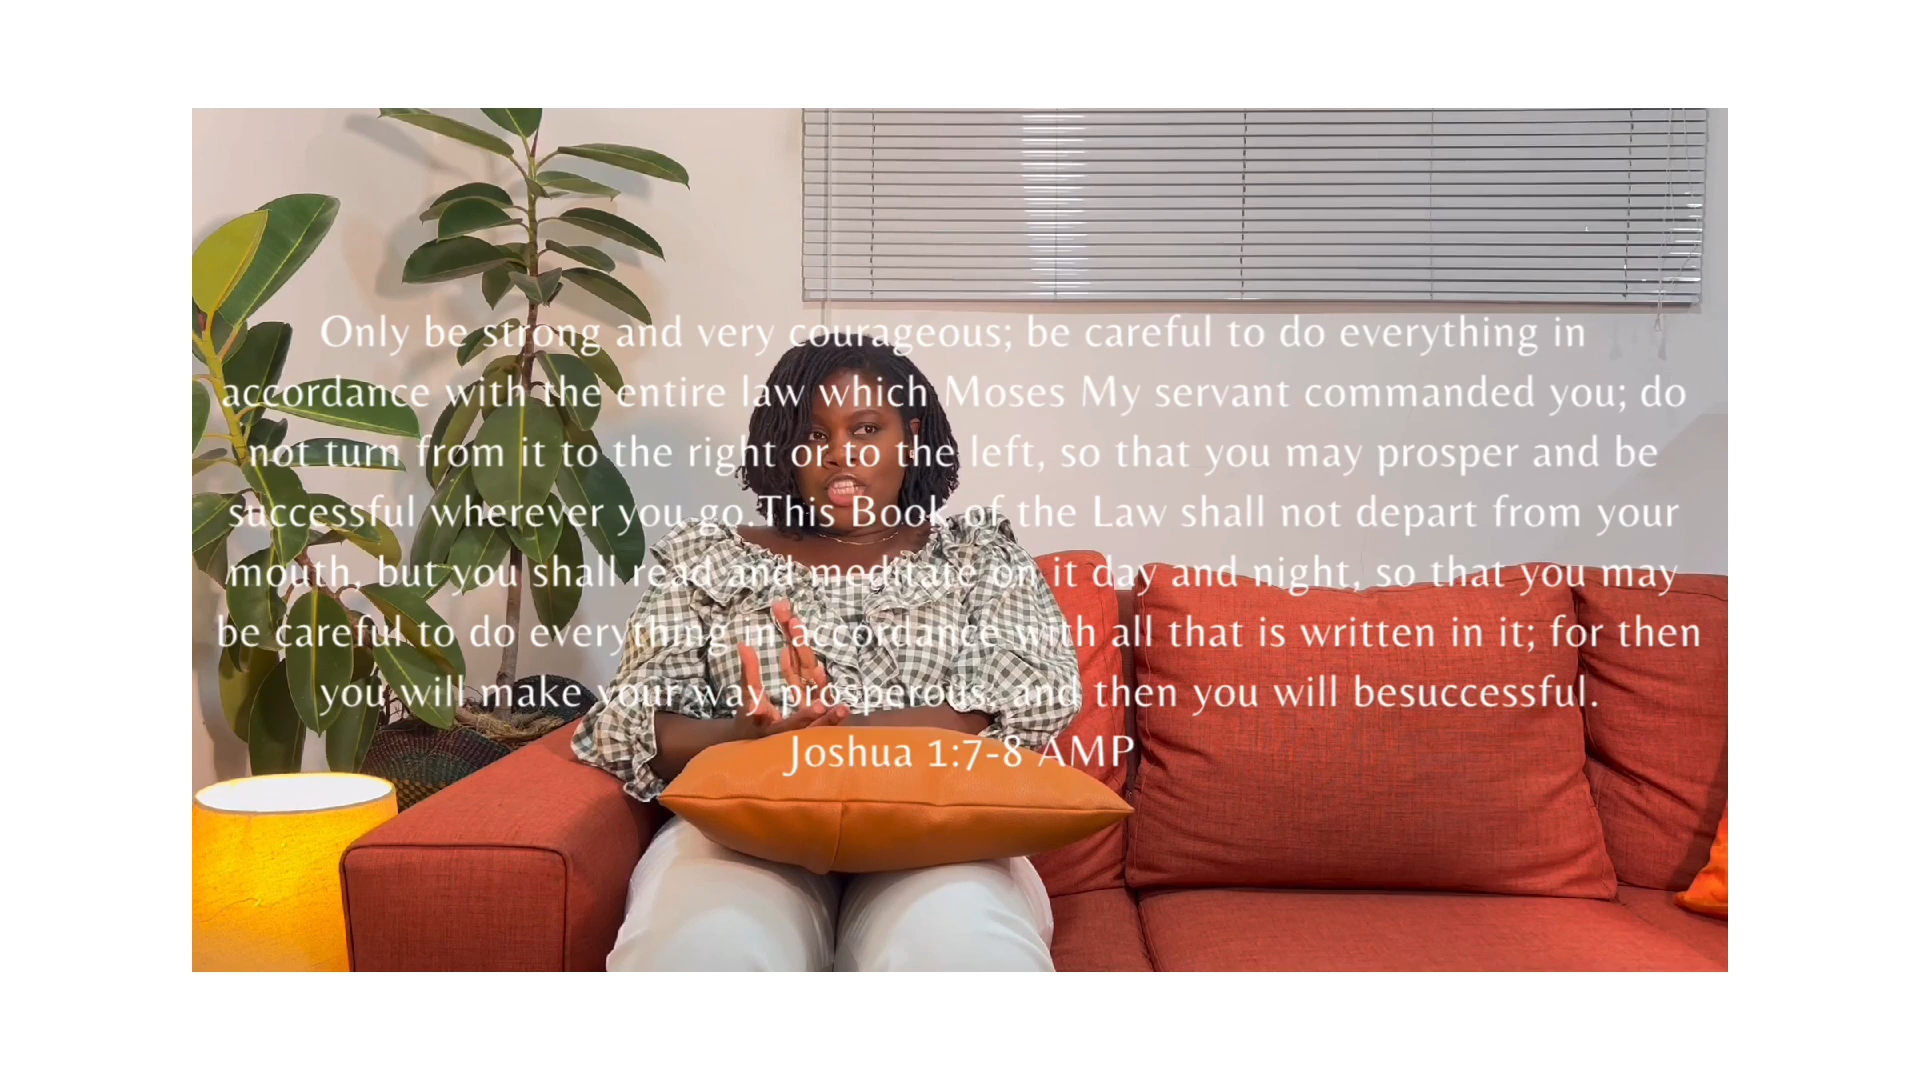 Only be strong and very courageous; be careful to do everything in
accordance with the entire law which Moses My servant commanded you; do
not turn from it to the right or to the left, so that you may prosper and be
successful wherever you go.This Book of the Law shall not depart from your
mouth, but you shall read and meditate on it day and night, so that you may
be careful to do everything in accordance with all that is written in it; for then
you will make your way prosperous, and then you will besuccessful.
Joshua 1:7-8 AMP